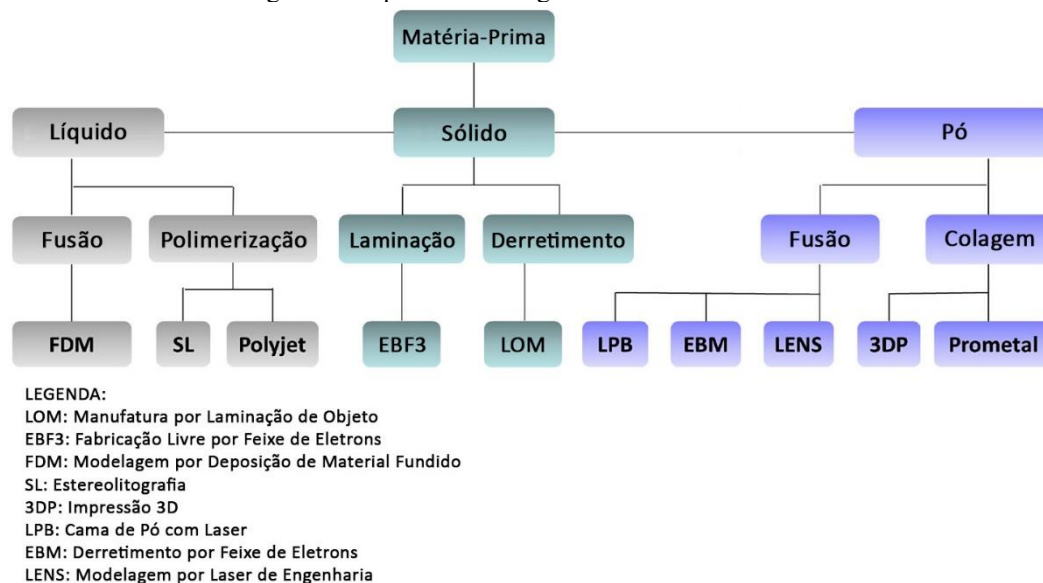 Matéria-Prima
Líquido
Sólido
Pó
Fusão
Polimerização
Laminação
Derretimento
Fusão
Colagem
FDM
SL
Polyjet
EBF3
LOM
LPB
EBM
LENS
3DP
Prometal
LEGENDA:
LOM: Manufatura por Laminação de Objeto
EBF3: Fabricação Livre por Feixe de Eletrons
FDM: Modelagem por Deposição de Material Fundido
SL: Estereolitografia
3DP: Impressão 3D
LPB: Cama de Pó com Laser
EBM: Derretimento por Feixe de Eletrons
LENS: Modelagem por Laser de Engenharia